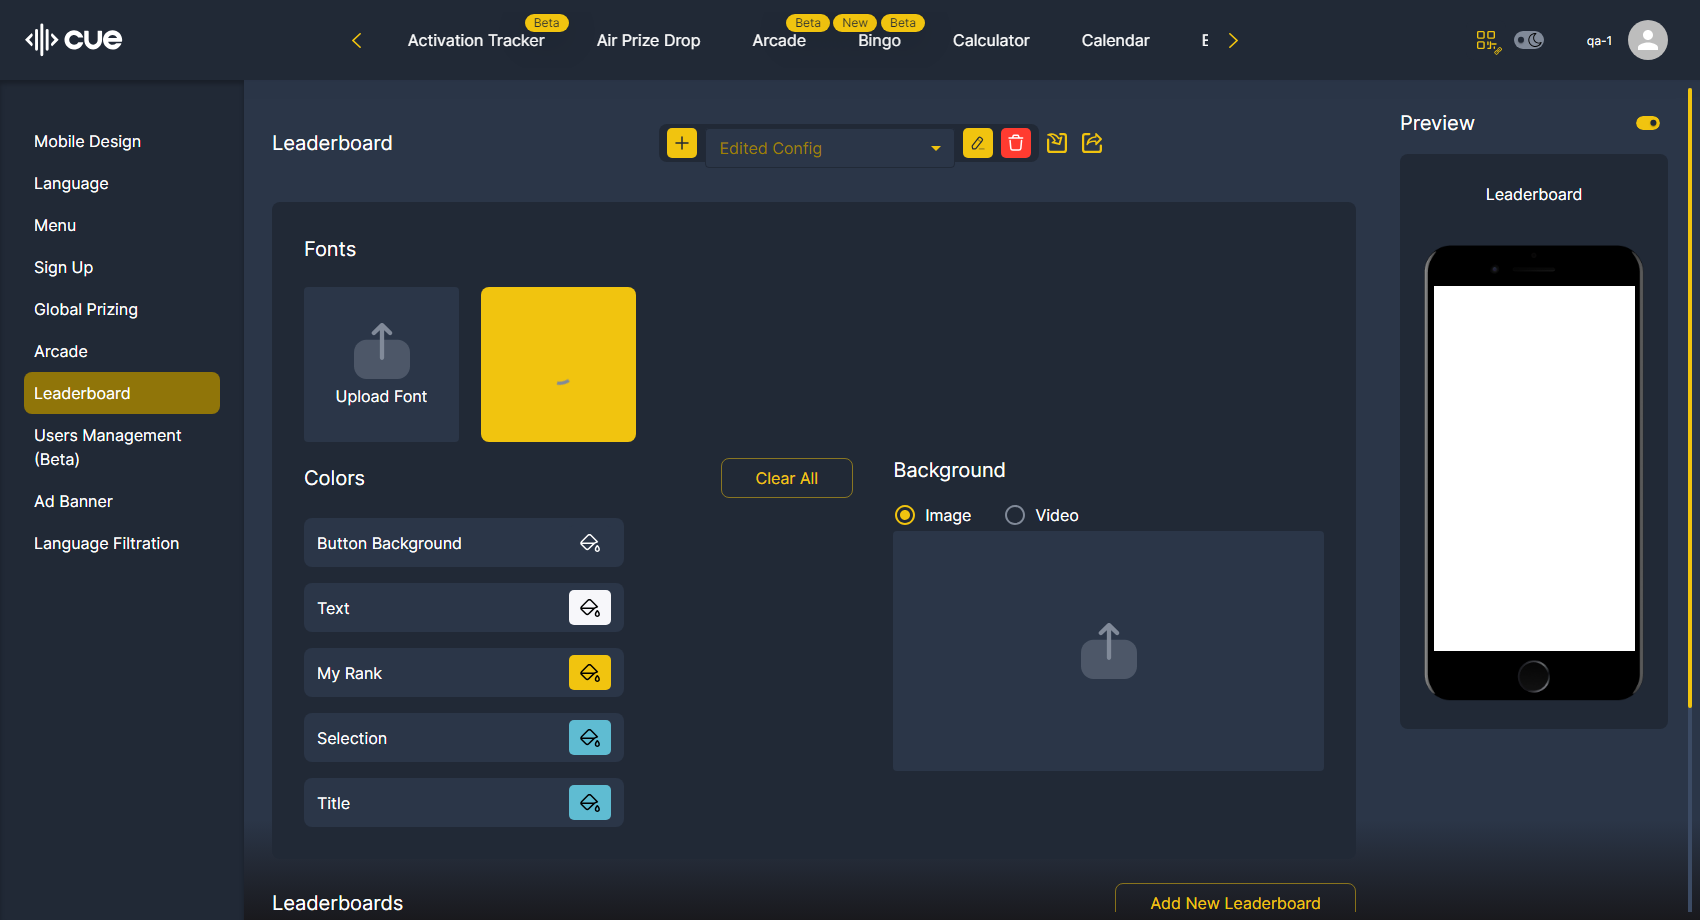 cue
Activation Tracker
Beta
Air Prize Drop
Arcade
Beta
New
Bingo
Beta
Calculator
Calendar
qa-1
Mobile Design
Language
Menu
Sign Up
Global Prizing
Arcade
Leaderboard
Users Management
(Beta)
Ad Banner
Language Filtration
Leaderboard
Edited Config
Fonts
Upload Font
Colors
Clear All
Button Background
Text
My Rank
Selection
Title
Background
Image
Video
Leaderboards
Add New Leaderboard
Preview
Leaderboard